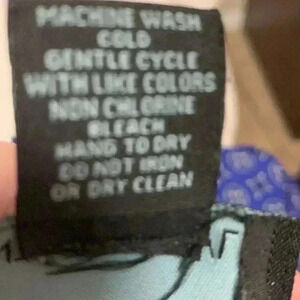 MACHINE WASH
COLD
GENTLE CYCLE
WITH LIKE COLORS
NON CHLORINE
BLEACH
HANG TO DRY
DO NOT IRON
OR DRY CLEAN